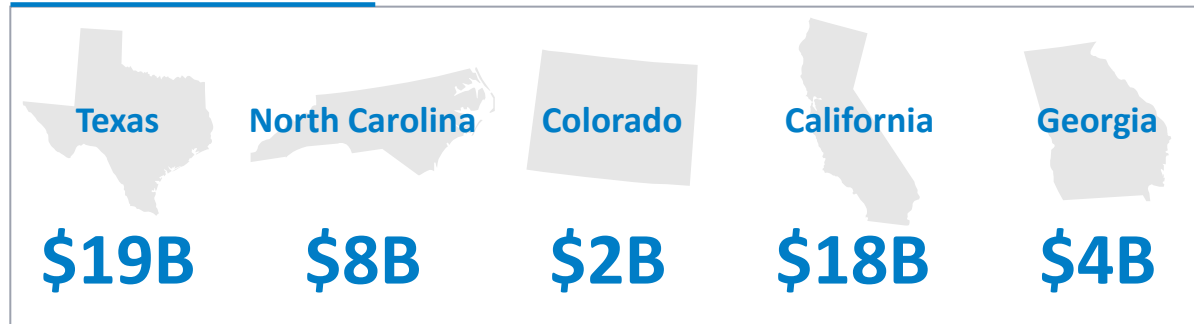 Texas North Carolina Colorado California Georgia
$19B $8B $2B $18B $4B